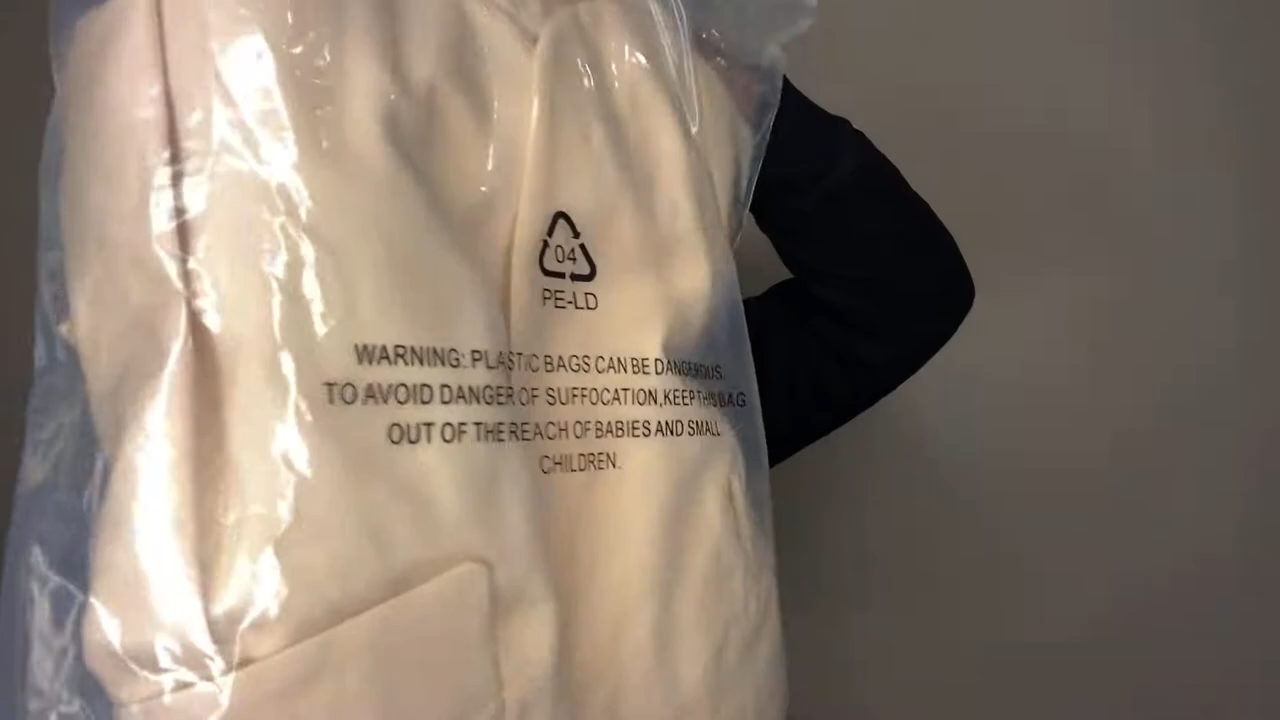 04
PE-LD
WARNING: PLASTIC BAGS CAN BE DANGEROUS.
TO AVOID DANGER OF SUFFOCATION,KEEP THIS BAG
OUT OF THE REACH OF BABIES AND SMALL
CHILDREN.